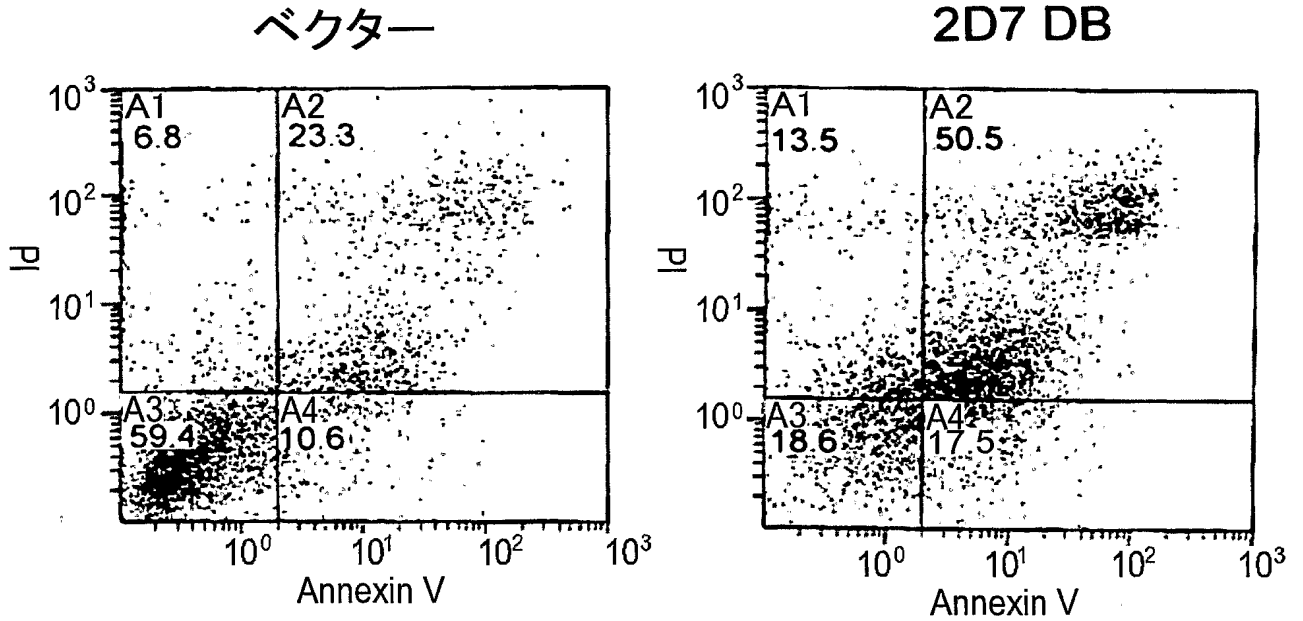 ベクター
10³
A1
6.8
A2
23.3
10²
PI
10¹
10⁰
A3
59.4
A4
10.6
10⁰ 10¹ 10² 10³
Annexin V
2D7 DB
10³
A1
13.5
A2
50.5
10²
PI
10¹
10⁰
A3
18.6
A4
17.5
10⁰ 10¹ 10² 10³
Annexin V